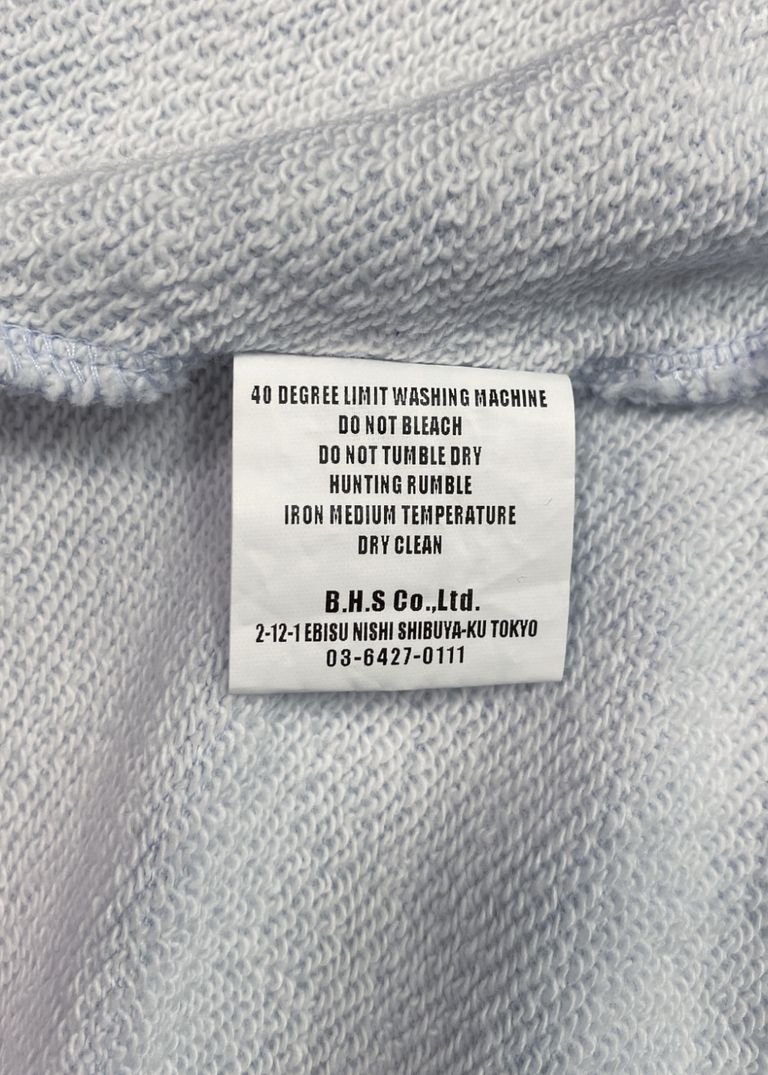 40 DEGREE LIMIT WASHING MACHINE
DO NOT BLEACH
DO NOT TUMBLE DRY
HUNTING RUMBLE
IRON MEDIUM TEMPERATURE
DRY CLEAN
B.H.S Co.,Ltd.
2-12-1 EBISU NISHI SHIBUYA-KU TOKYO
03-6427-0111